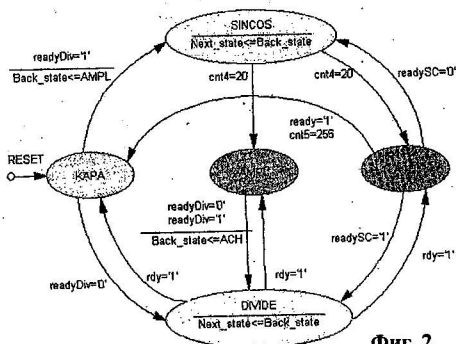 SINCOS
Next_state<=Back_state
readyDiv='1'
Back_state<=AMPL
cnt4=20
cnt4=20
readySC='0'
ready='1'
cnt5=256
RESET
KAPA
readyDiv='0'
readyDiv='1'
Back_state<=ACH
readySC='1'
readyDiv='0'
rdy='1'
rdy='1'
rdy='1'
DIVIDE
Next_state<=Back_state
Фиг. 2